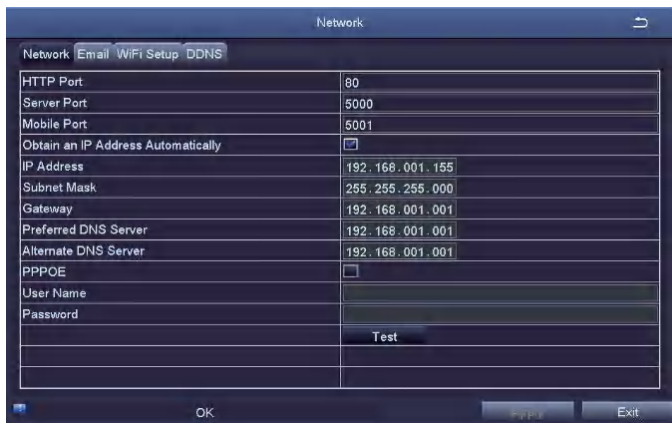 Network
Network Email WiFi Setup DDNS
HTTP Port 80
Server Port 5000
Mobile Port 5001
Obtain an IP Address Automatically
IP Address 192.168.001.155
Subnet Mask 255.255.255.000
Gateway 192.168.001.001
Preferred DNS Server 192.168.001.001
Alternate DNS Server 192.168.001.001
PPPOE
User Name
Password
Test
OK Exit